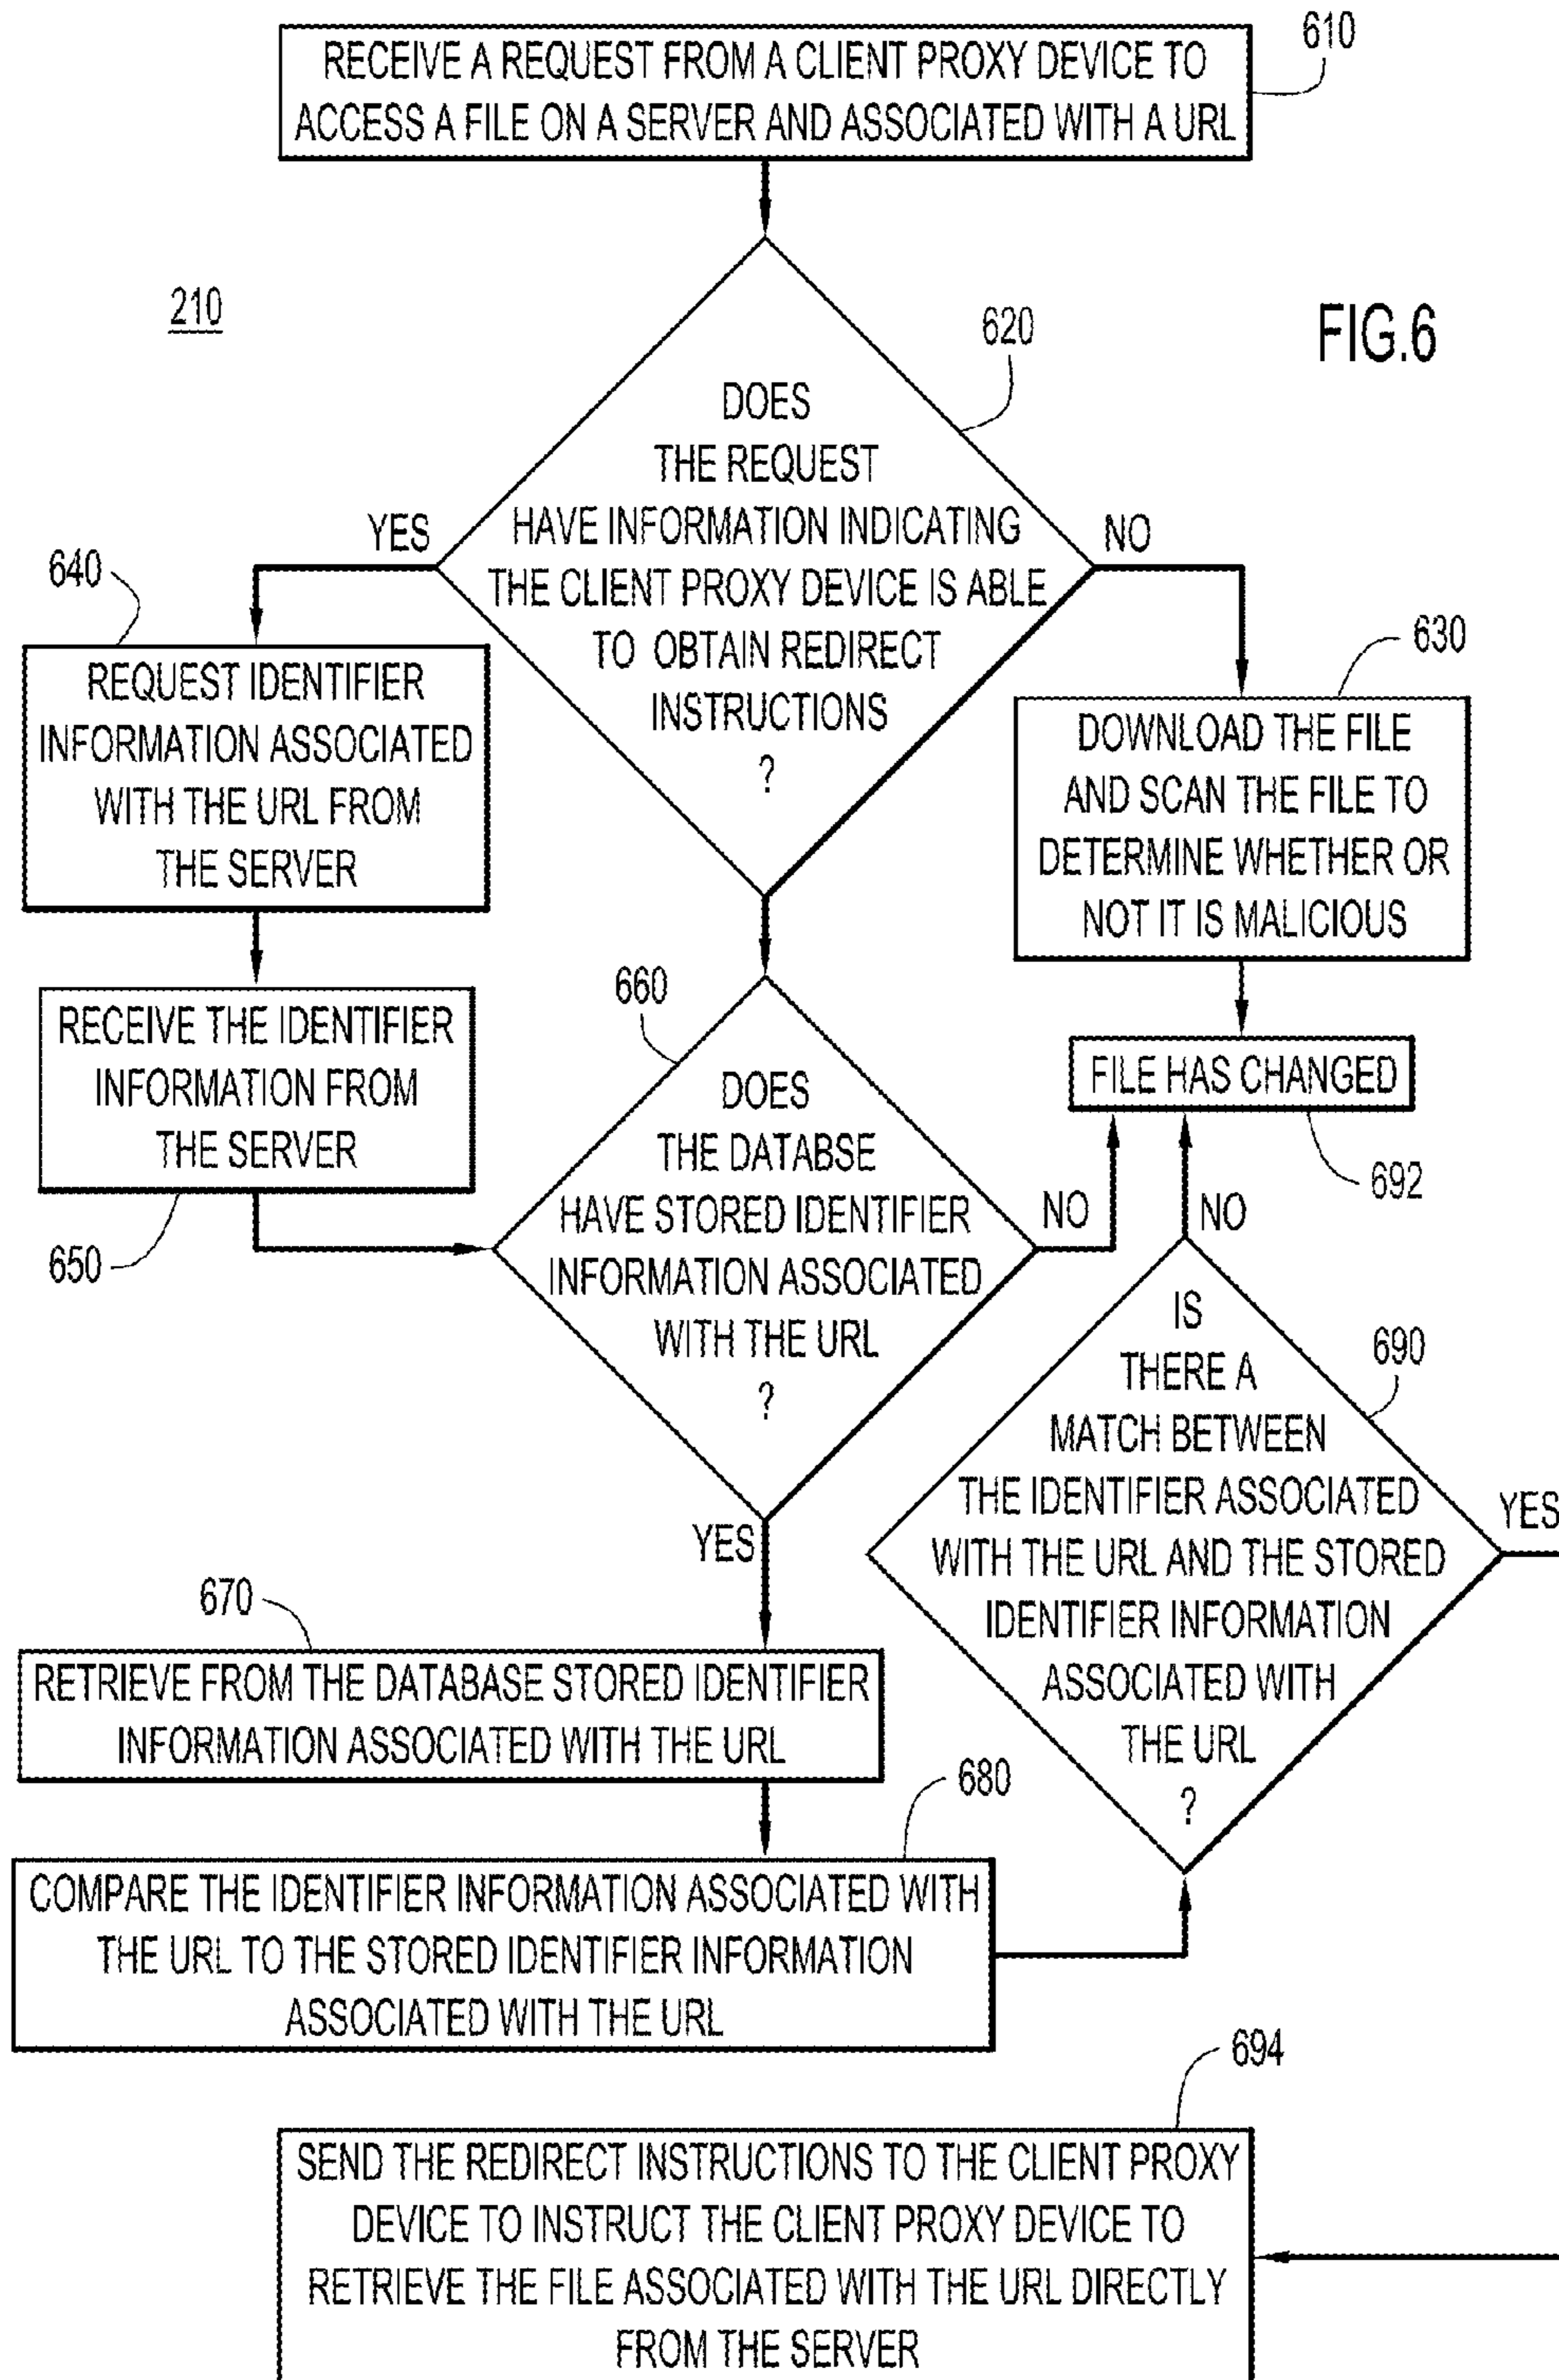 RECEIVE A REQUEST FROM A CLIENT PROXY DEVICE TO
ACCESS A FILE ON A SERVER AND ASSOCIATED WITH A URL
610
210
FIG.6
620
DOES
THE REQUEST
HAVE INFORMATION INDICATING
THE CLIENT PROXY DEVICE IS ABLE
TO OBTAIN REDIRECT
INSTRUCTIONS
?
YES
NO
640
REQUEST IDENTIFIER
INFORMATION ASSOCIATED
WITH THE URL FROM
THE SERVER
630
DOWNLOAD THE FILE
AND SCAN THE FILE TO
DETERMINE WHETHER OR
NOT IT IS MALICIOUS
RECEIVE THE IDENTIFIER
INFORMATION FROM
THE SERVER
650
660
DOES
THE DATABSE
HAVE STORED IDENTIFIER
INFORMATION ASSOCIATED
WITH THE URL
?
NO
YES
FILE HAS CHANGED
692
NO
IS
THERE A
MATCH BETWEEN
THE IDENTIFIER ASSOCIATED
WITH THE URL AND THE STORED
IDENTIFIER INFORMATION
ASSOCIATED WITH
THE URL
?
690
YES
670
RETRIEVE FROM THE DATABASE STORED IDENTIFIER
INFORMATION ASSOCIATED WITH THE URL
680
COMPARE THE IDENTIFIER INFORMATION ASSOCIATED WITH
THE URL TO THE STORED IDENTIFIER INFORMATION
ASSOCIATED WITH THE URL
694
SEND THE REDIRECT INSTRUCTIONS TO THE CLIENT PROXY
DEVICE TO INSTRUCT THE CLIENT PROXY DEVICE TO
RETRIEVE THE FILE ASSOCIATED WITH THE URL DIRECTLY
FROM THE SERVER